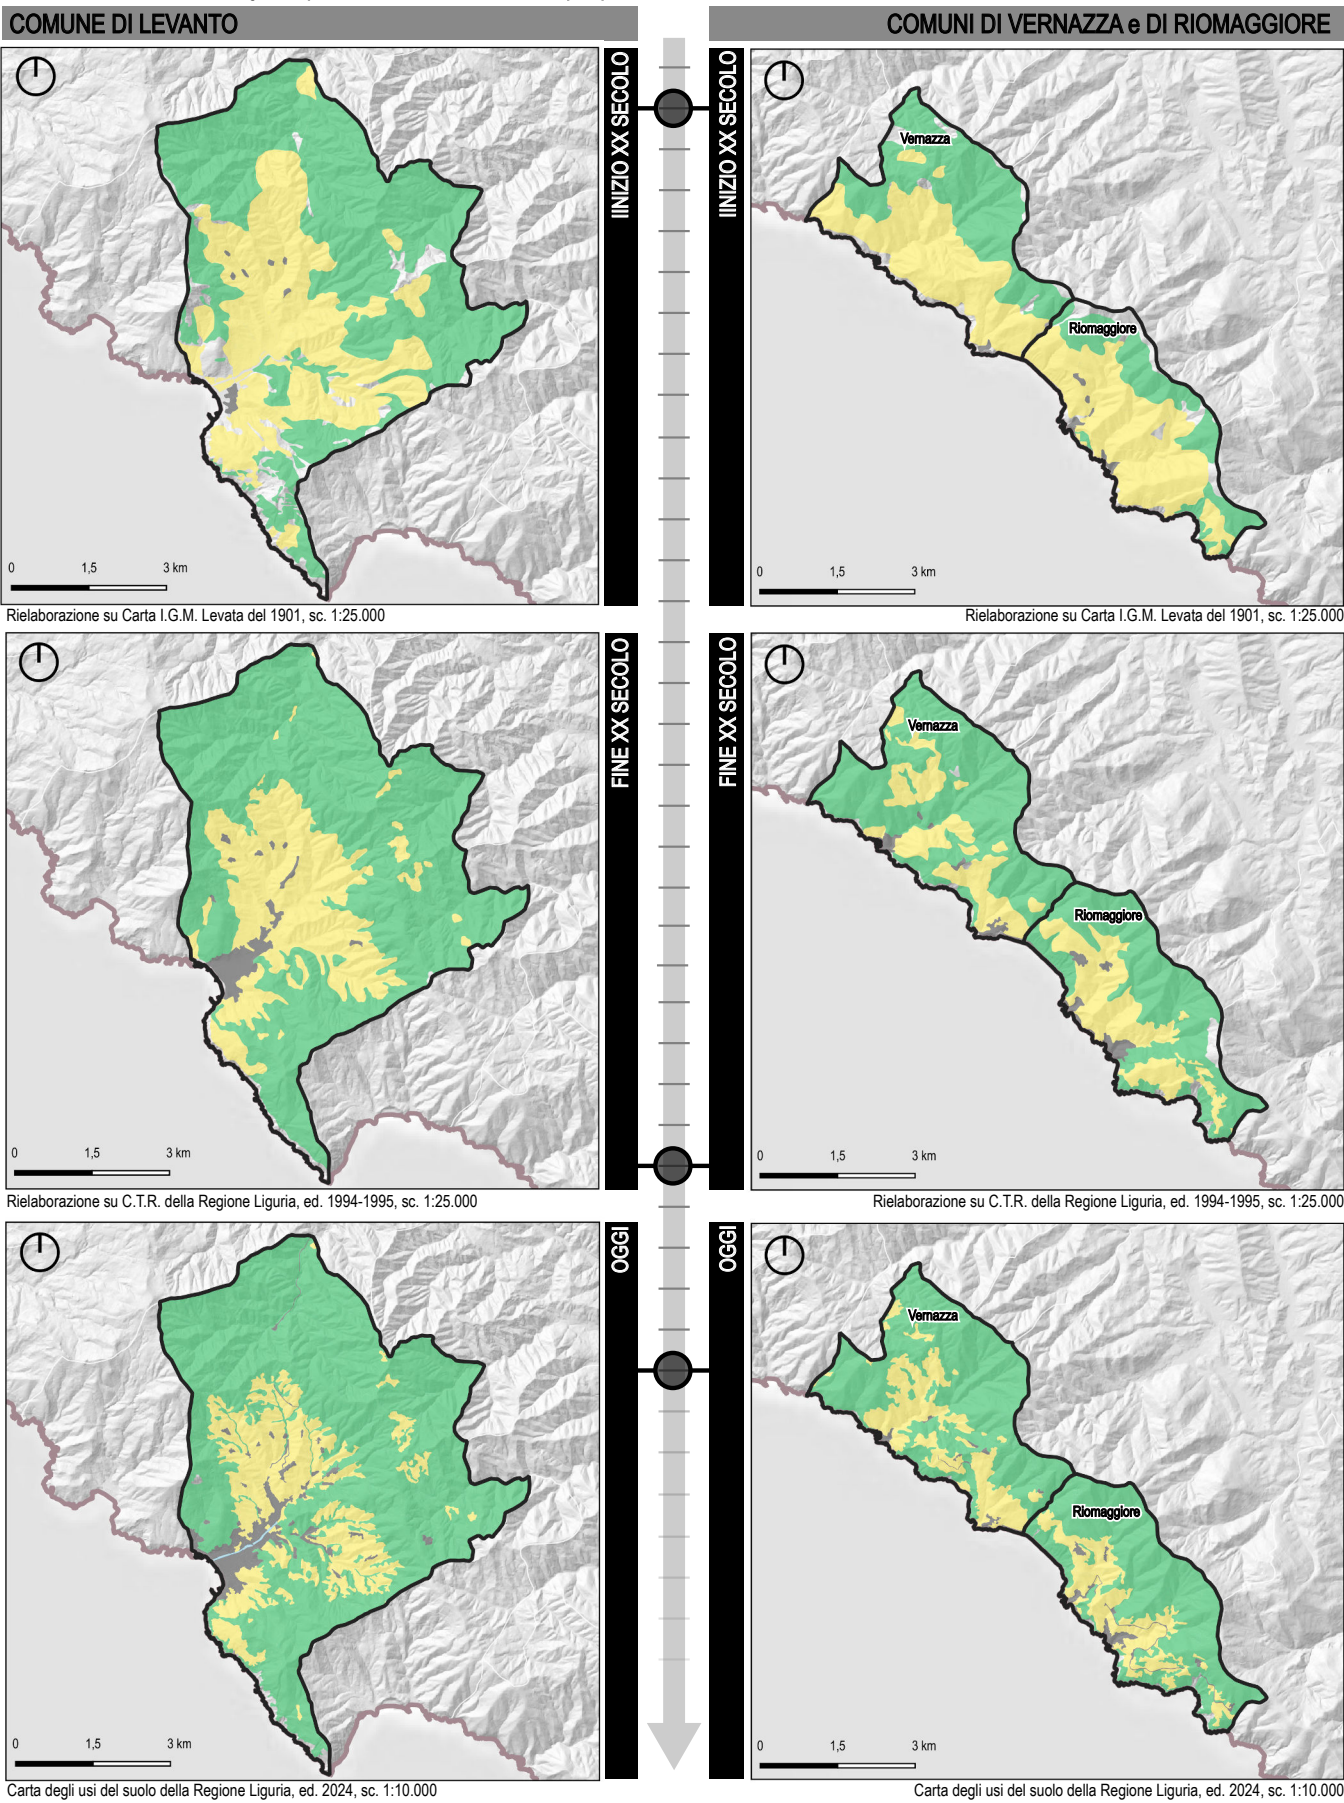 COMUNE DI LEVANTO
COMUNI DI VERNAZZA e DI RIOMAGGIORE
IINIZIO XX SECOLO
IINIZIO XX SECOLO
Vernazza
Riomaggiore
0 1,5 3 km
0 1,5 3 km
Rielaborazione su Carta I.G.M. Levata del 1901, sc. 1:25.000
Rielaborazione su Carta I.G.M. Levata del 1901, sc. 1:25.000
FINE XX SECOLO
FINE XX SECOLO
Vernazza
Riomaggiore
0 1,5 3 km
0 1,5 3 km
Rielaborazione su C.T.R. della Regione Liguria, ed. 1994-1995, sc. 1:25.000
Rielaborazione su C.T.R. della Regione Liguria, ed. 1994-1995, sc. 1:25.000
OGGI
OGGI
Vernazza
Riomaggiore
0 1,5 3 km
0 1,5 3 km
Carta degli usi del suolo della Regione Liguria, ed. 2024, sc. 1:10.000
Carta degli usi del suolo della Regione Liguria, ed. 2024, sc. 1:10.000